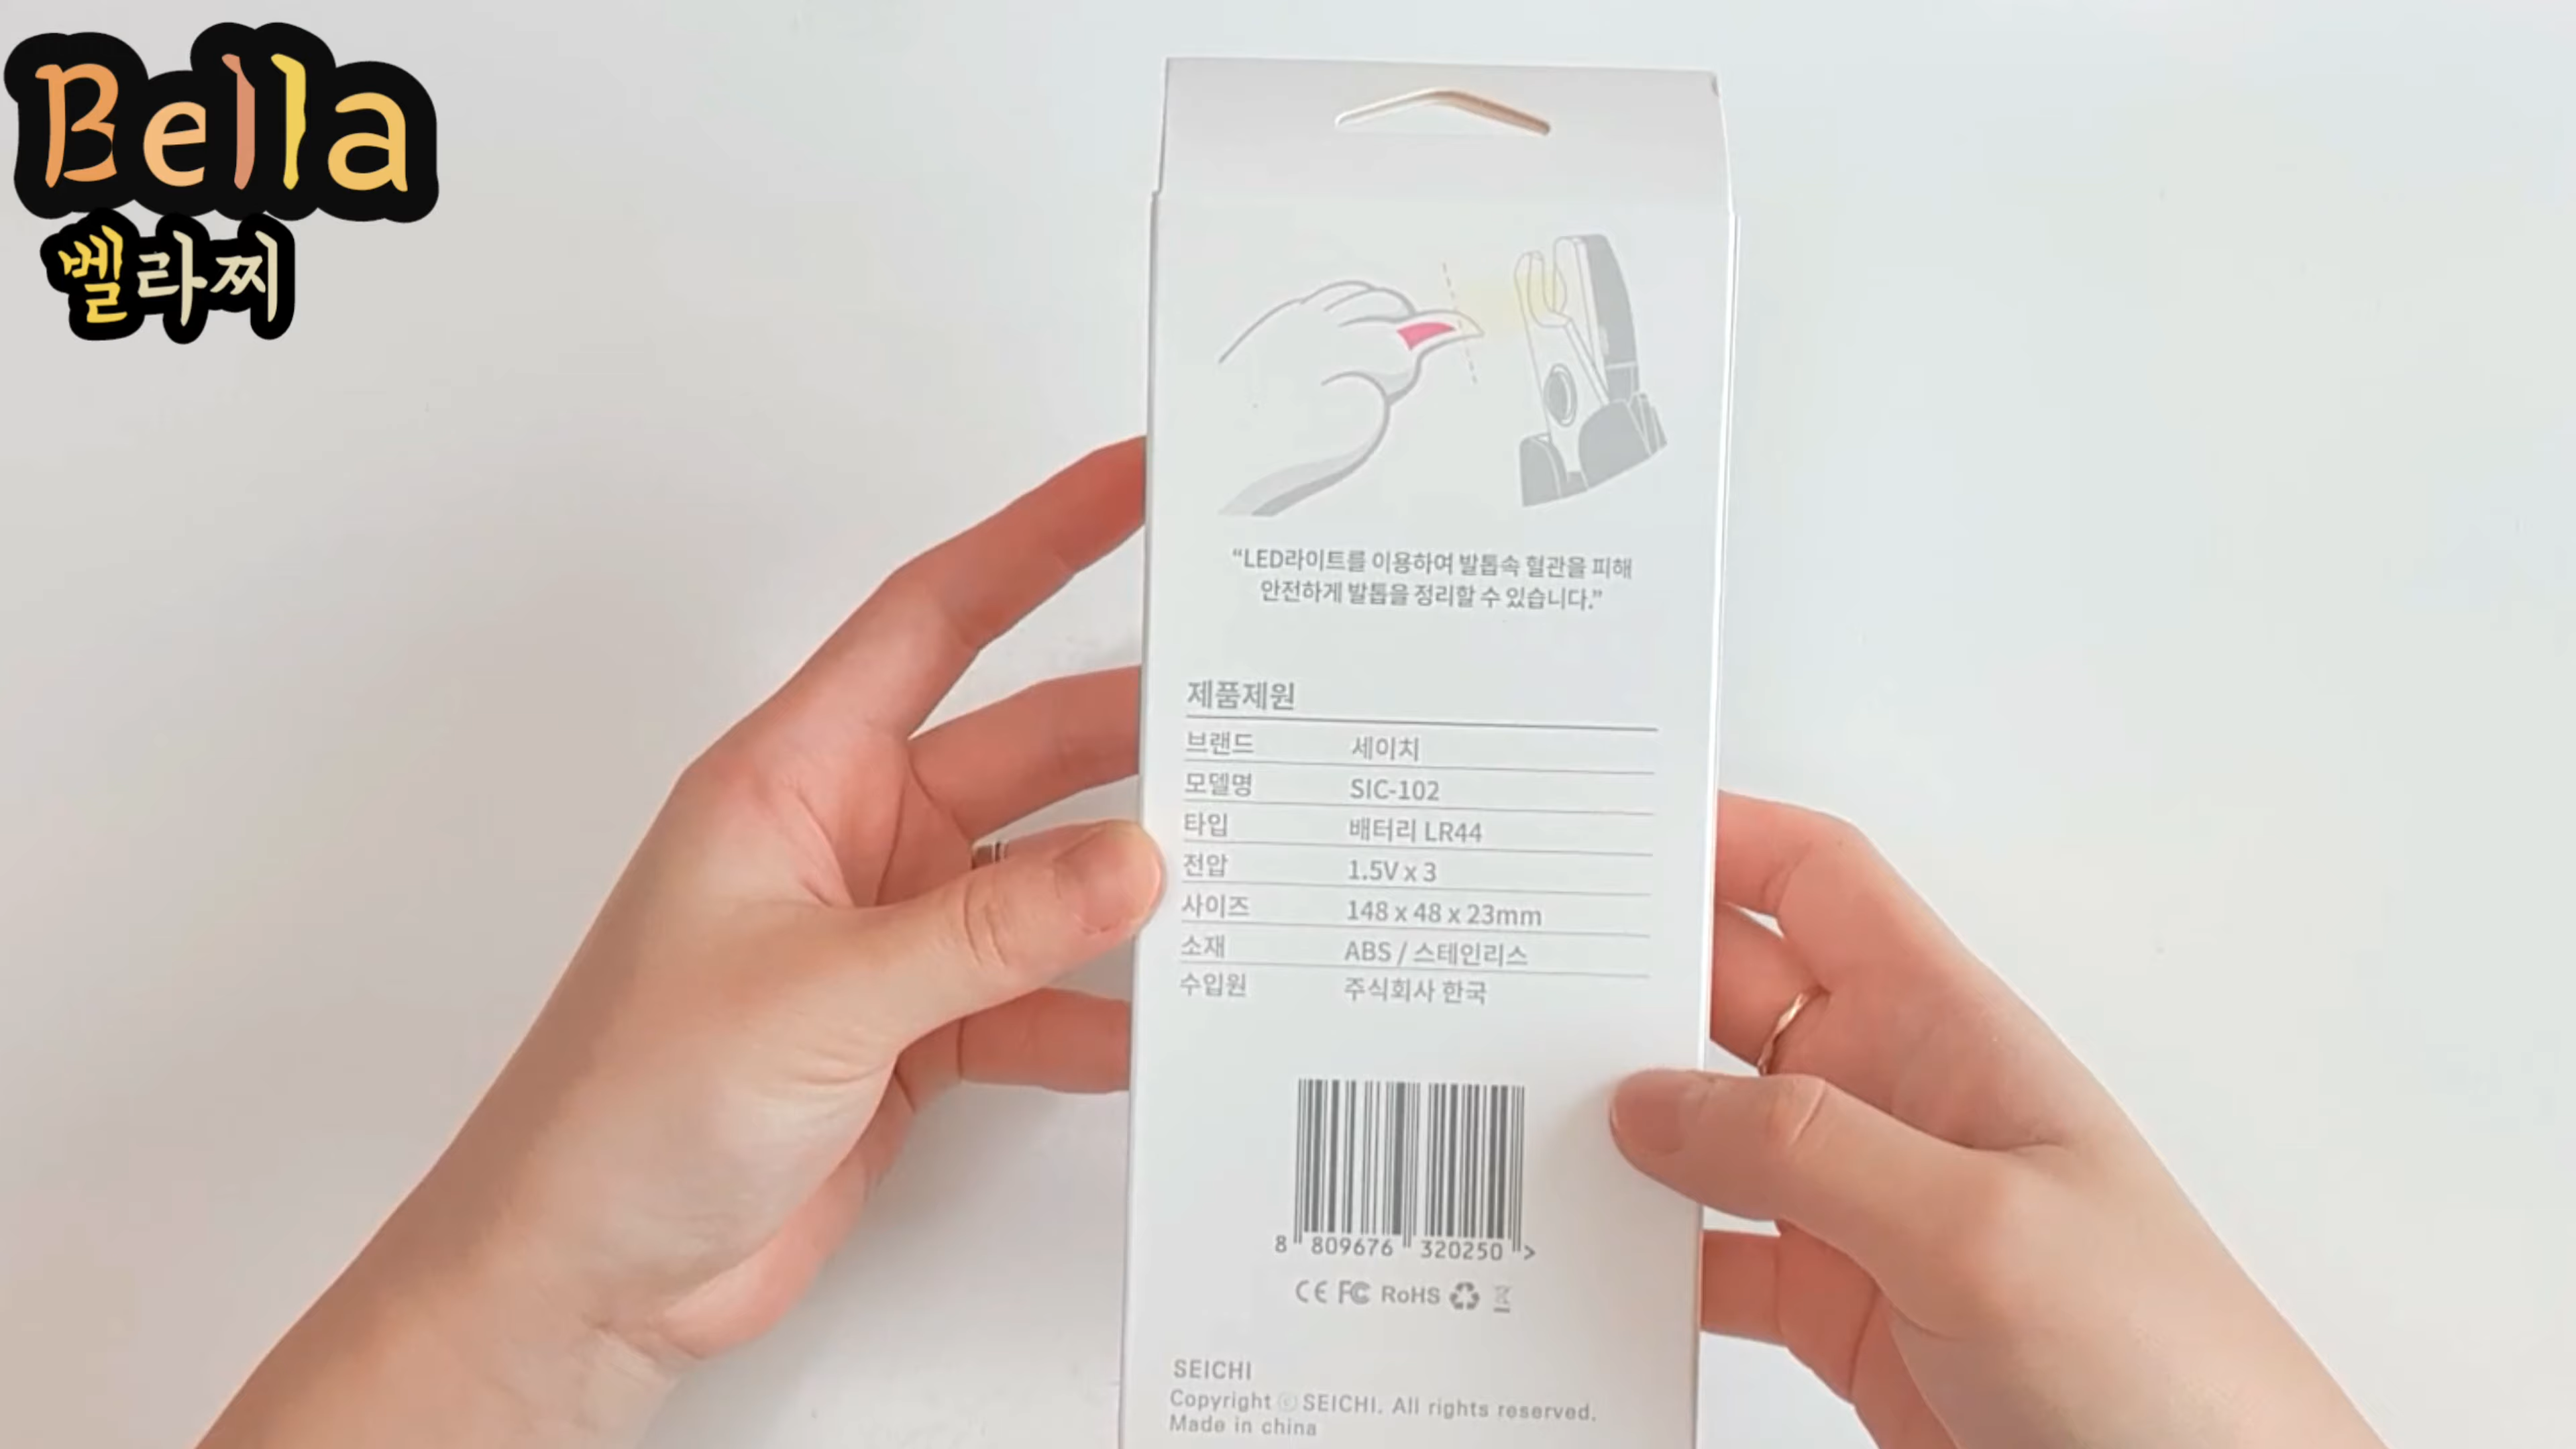 Bella
벨라찌
“LED라이트를 이용하여 발톱속 혈관을 피해
안전하게 발톱을 정리할 수 있습니다.”
제품제원
브랜드 세이치
모델명 SIC-102
타입 배터리 LR44
전압 1.5V x 3
사이즈 148 x 48 x 23mm
소재 ABS / 스테인리스
수입원 주식회사 한국
8 809676 320250 >
CE FC RoHS
SEICHI
Copyright ⓒ SEICHI. All rights reserved.
Made in china